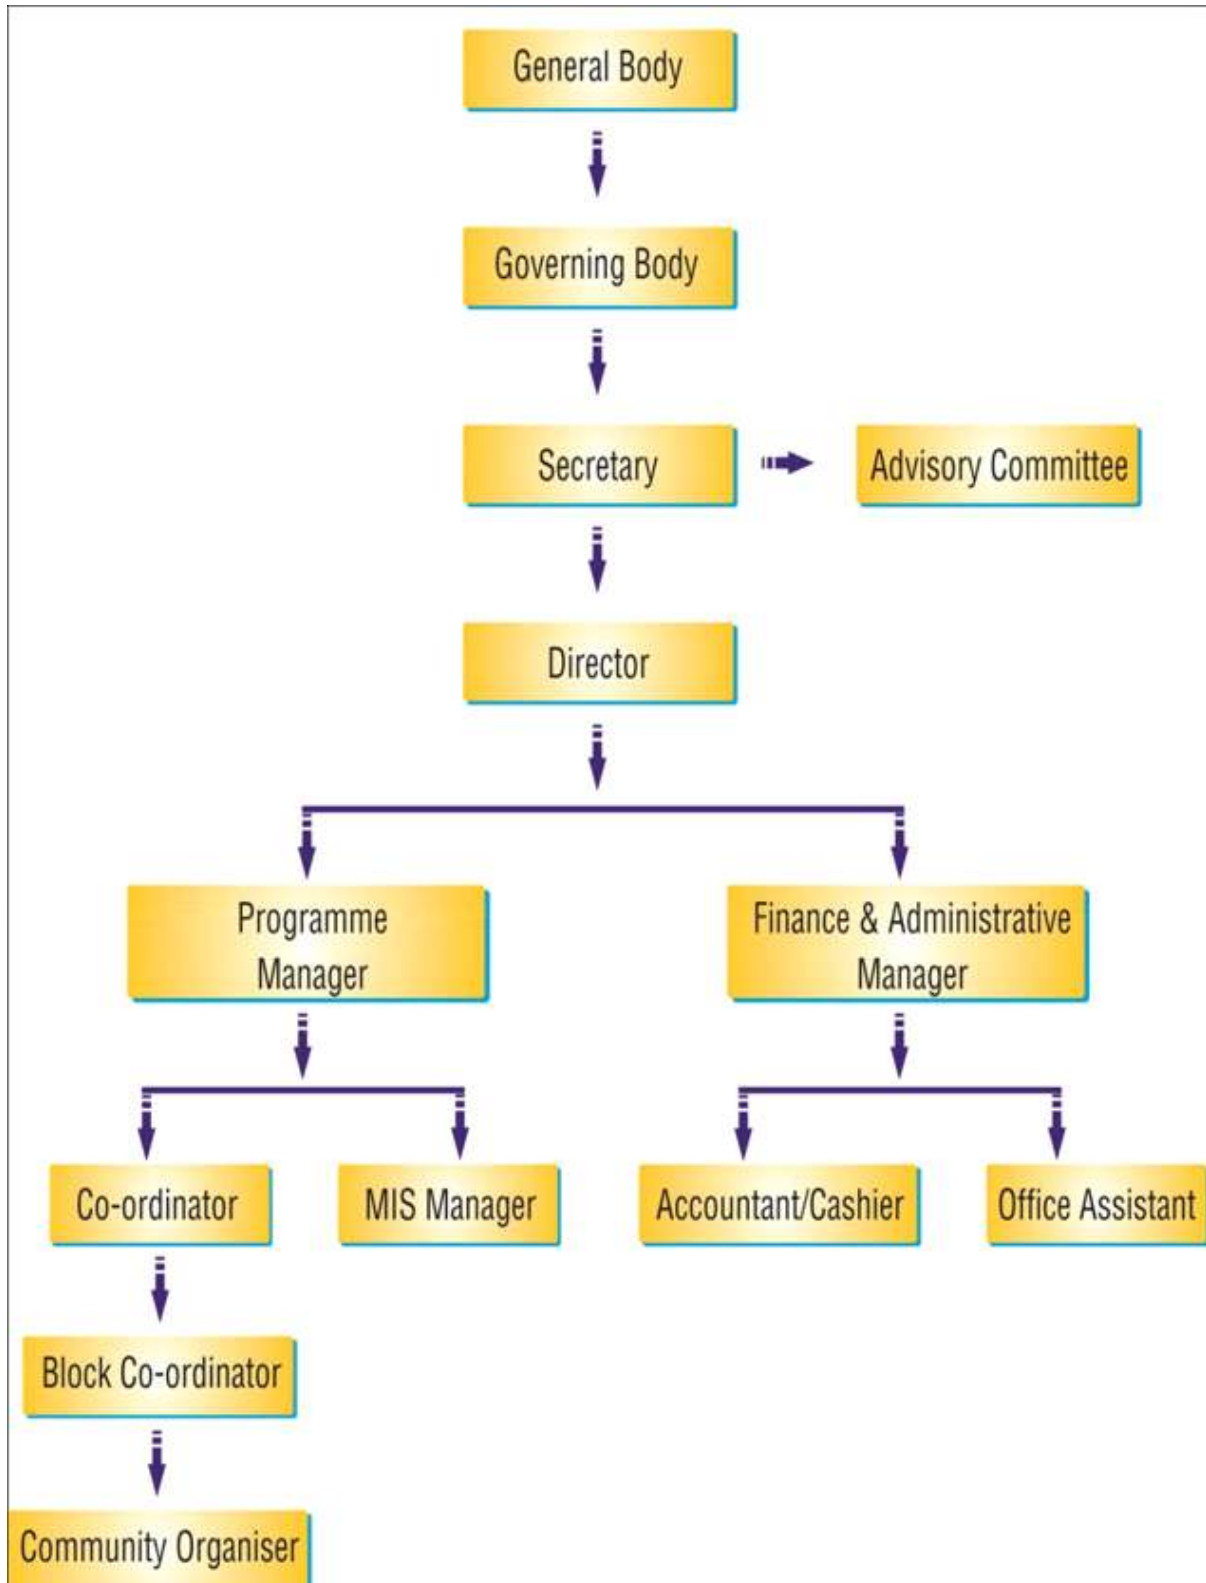 General Body
Governing Body
Secretary
Advisory Committee
Director
Programme
Manager
Finance & Administrative
Manager
Co-ordinator
MIS Manager
Accountant/Cashier
Office Assistant
Block Co-ordinator
Community Organiser